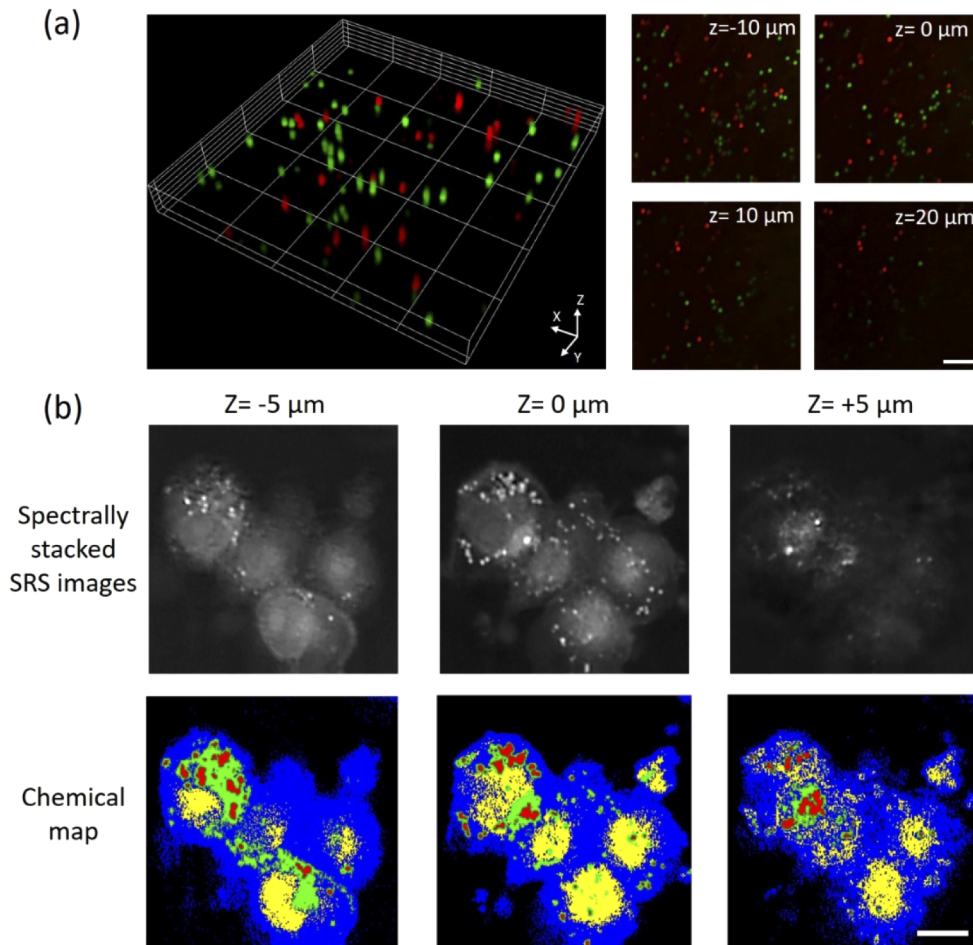 (a)
z=-10 μm
z= 0 μm
z= 10 μm
z=20 μm
Z
X
Y
(b)
Z= -5 μm
Z= 0 μm
Z= +5 μm
Spectrally
stacked
SRS images
Chemical
map